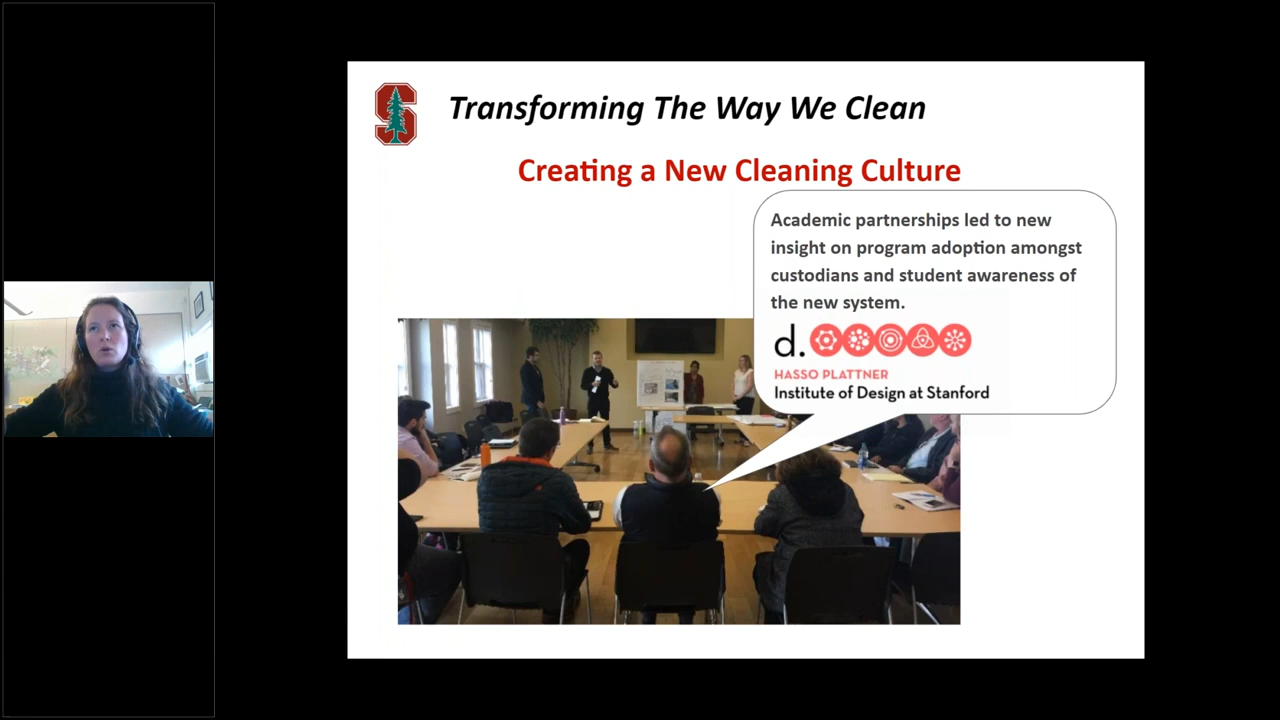 Transforming The Way We Clean
Creating a New Cleaning Culture
Academic partnerships led to new
insight on program adoption amongst
custodians and student awareness of
the new system.
d.
HASSO PLATTNER
Institute of Design at Stanford